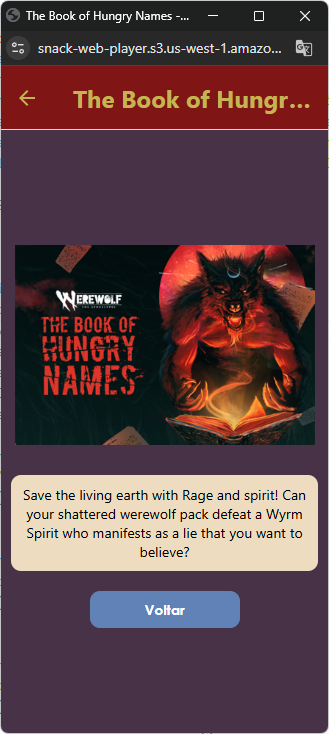 The Book of Hungry Names -...
snack-web-player.s3.us-west-1.amazo...
The Book of Hungr...
WEREWOLF
THE APOCALYPSE
THE BOOK OF
HUNGRY
NAMES
Save the living earth with Rage and spirit! Can
your shattered werewolf pack defeat a Wyrm
Spirit who manifests as a lie that you want to
believe?
Voltar